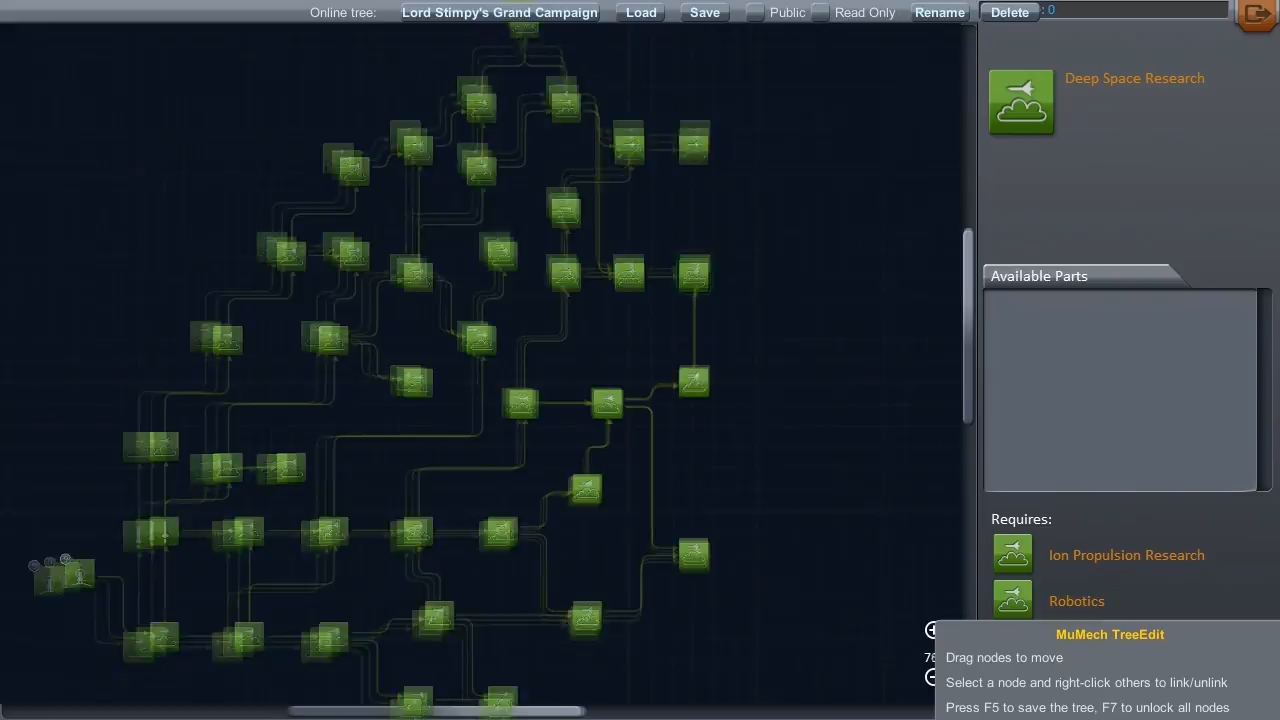 Online tree: Lord Stimpy's Grand Campaign Load Save Public Read Only Rename Delete : 0
Deep Space Research
Available Parts
Requires:
Ion Propulsion Research
Robotics
MuMech TreeEdit
76
Drag nodes to move
Select a node and right-click others to link/unlink
Press F5 to save the tree, F7 to unlock all nodes